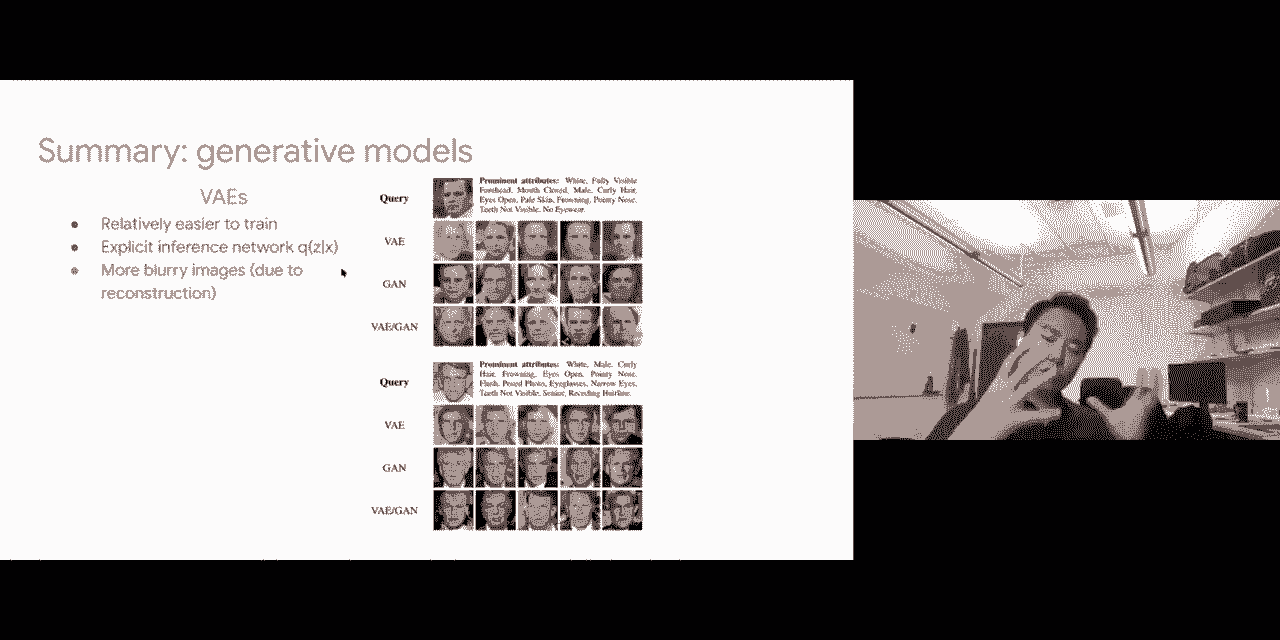 Summary: generative models
VAEs
Relatively easier to train
Explicit inference network q(z|x)
More blurry images (due to
reconstruction)
Query
Prominent attributes: White, Fully Visible
Forehead, Mouth Closed, Male, Curly Hair,
Eyes Open, Pale Skin, Frowning, Pointy Nose,
Teeth Not Visible, No Eyewear.
VAE
GAN
VAE/GAN
Query
Prominent attributes: White, Male, Curly
Hair, Frowning, Eyes Open, Pointy Nose,
Flash, Posed Photo, Eyeglasses, Narrow Eyes,
Teeth Not Visible, Senior, Receding Hairline.
VAE
GAN
VAE/GAN